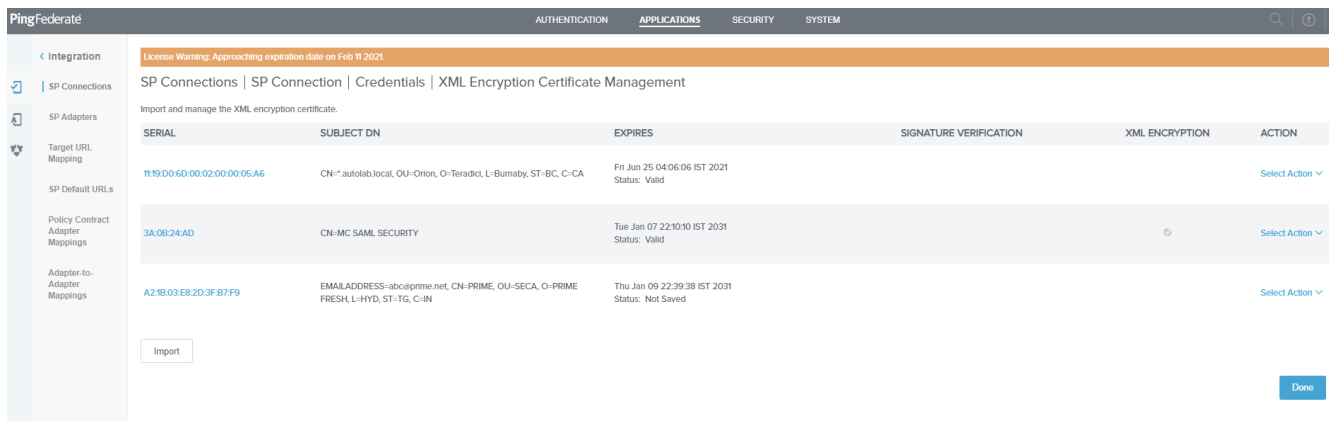 PingFederate
AUTHENTICATION APPLICATIONS SECURITY SYSTEM
Integration
License Warning: Approaching expiration date on Feb 11 2021.
SP Connections
SP Connections | SP Connection | Credentials | XML Encryption Certificate Management
Import and manage the XML encryption certificate.
SP Adapters
Target URL
Mapping
SP Default URLs
Policy Contract
Adapter
Mappings
Adapter-to-
Adapter
Mappings
SERIAL SUBJECT DN EXPIRES SIGNATURE VERIFICATION XML ENCRYPTION ACTION
11:19:D0:6D:00:02:00:00:05:A6 CN=*.autolab.local, OU=Orion, O=Teradici, L=Burnaby, ST=BC, C=CA Fri Jun 25 04:06:06 IST 2021 Select Action
Status: Valid
3A:0B:24:AD CN=MC SAML SECURITY Tue Jan 07 22:10:10 IST 2031 Select Action
Status: Valid
A2:1B:03:E8:2D:3F:B7:F9 EMAILADDRESS=abc@prime.net, CN=PRIME, OU=SECA, O=PRIME Thu Jan 09 22:39:38 IST 2031 Select Action
FRESH, L=HYD, ST=TG, C=IN Status: Not Saved
Import
Done